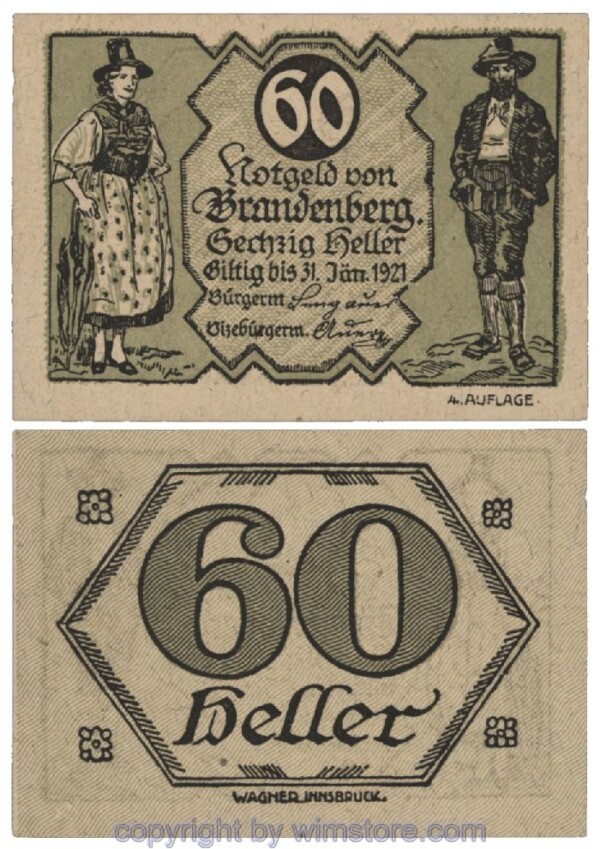 60
Notgeld von
Brandenberg.
Sechzig Heller
Giltig bis 31. Jän. 1921
Bürgerm.
Vizebürgerm. Auer
4. AUFLAGE.
60
Heller
WAGNER INNSBRUCK.
copyright by wimstore.com